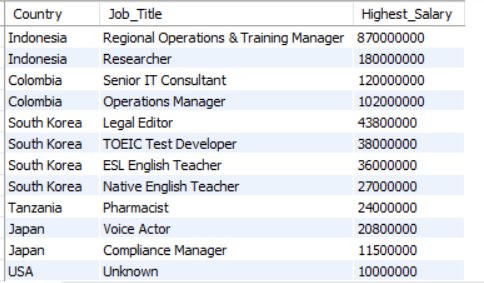 Country Job_Title Highest_Salary
Indonesia Regional Operations & Training Manager 870000000
Indonesia Researcher 180000000
Colombia Senior IT Consultant 120000000
Colombia Operations Manager 102000000
South Korea Legal Editor 43800000
South Korea TOEIC Test Developer 38000000
South Korea ESL English Teacher 36000000
South Korea Native English Teacher 27000000
Tanzania Pharmacist 24000000
Japan Voice Actor 20800000
Japan Compliance Manager 11500000
USA Unknown 10000000